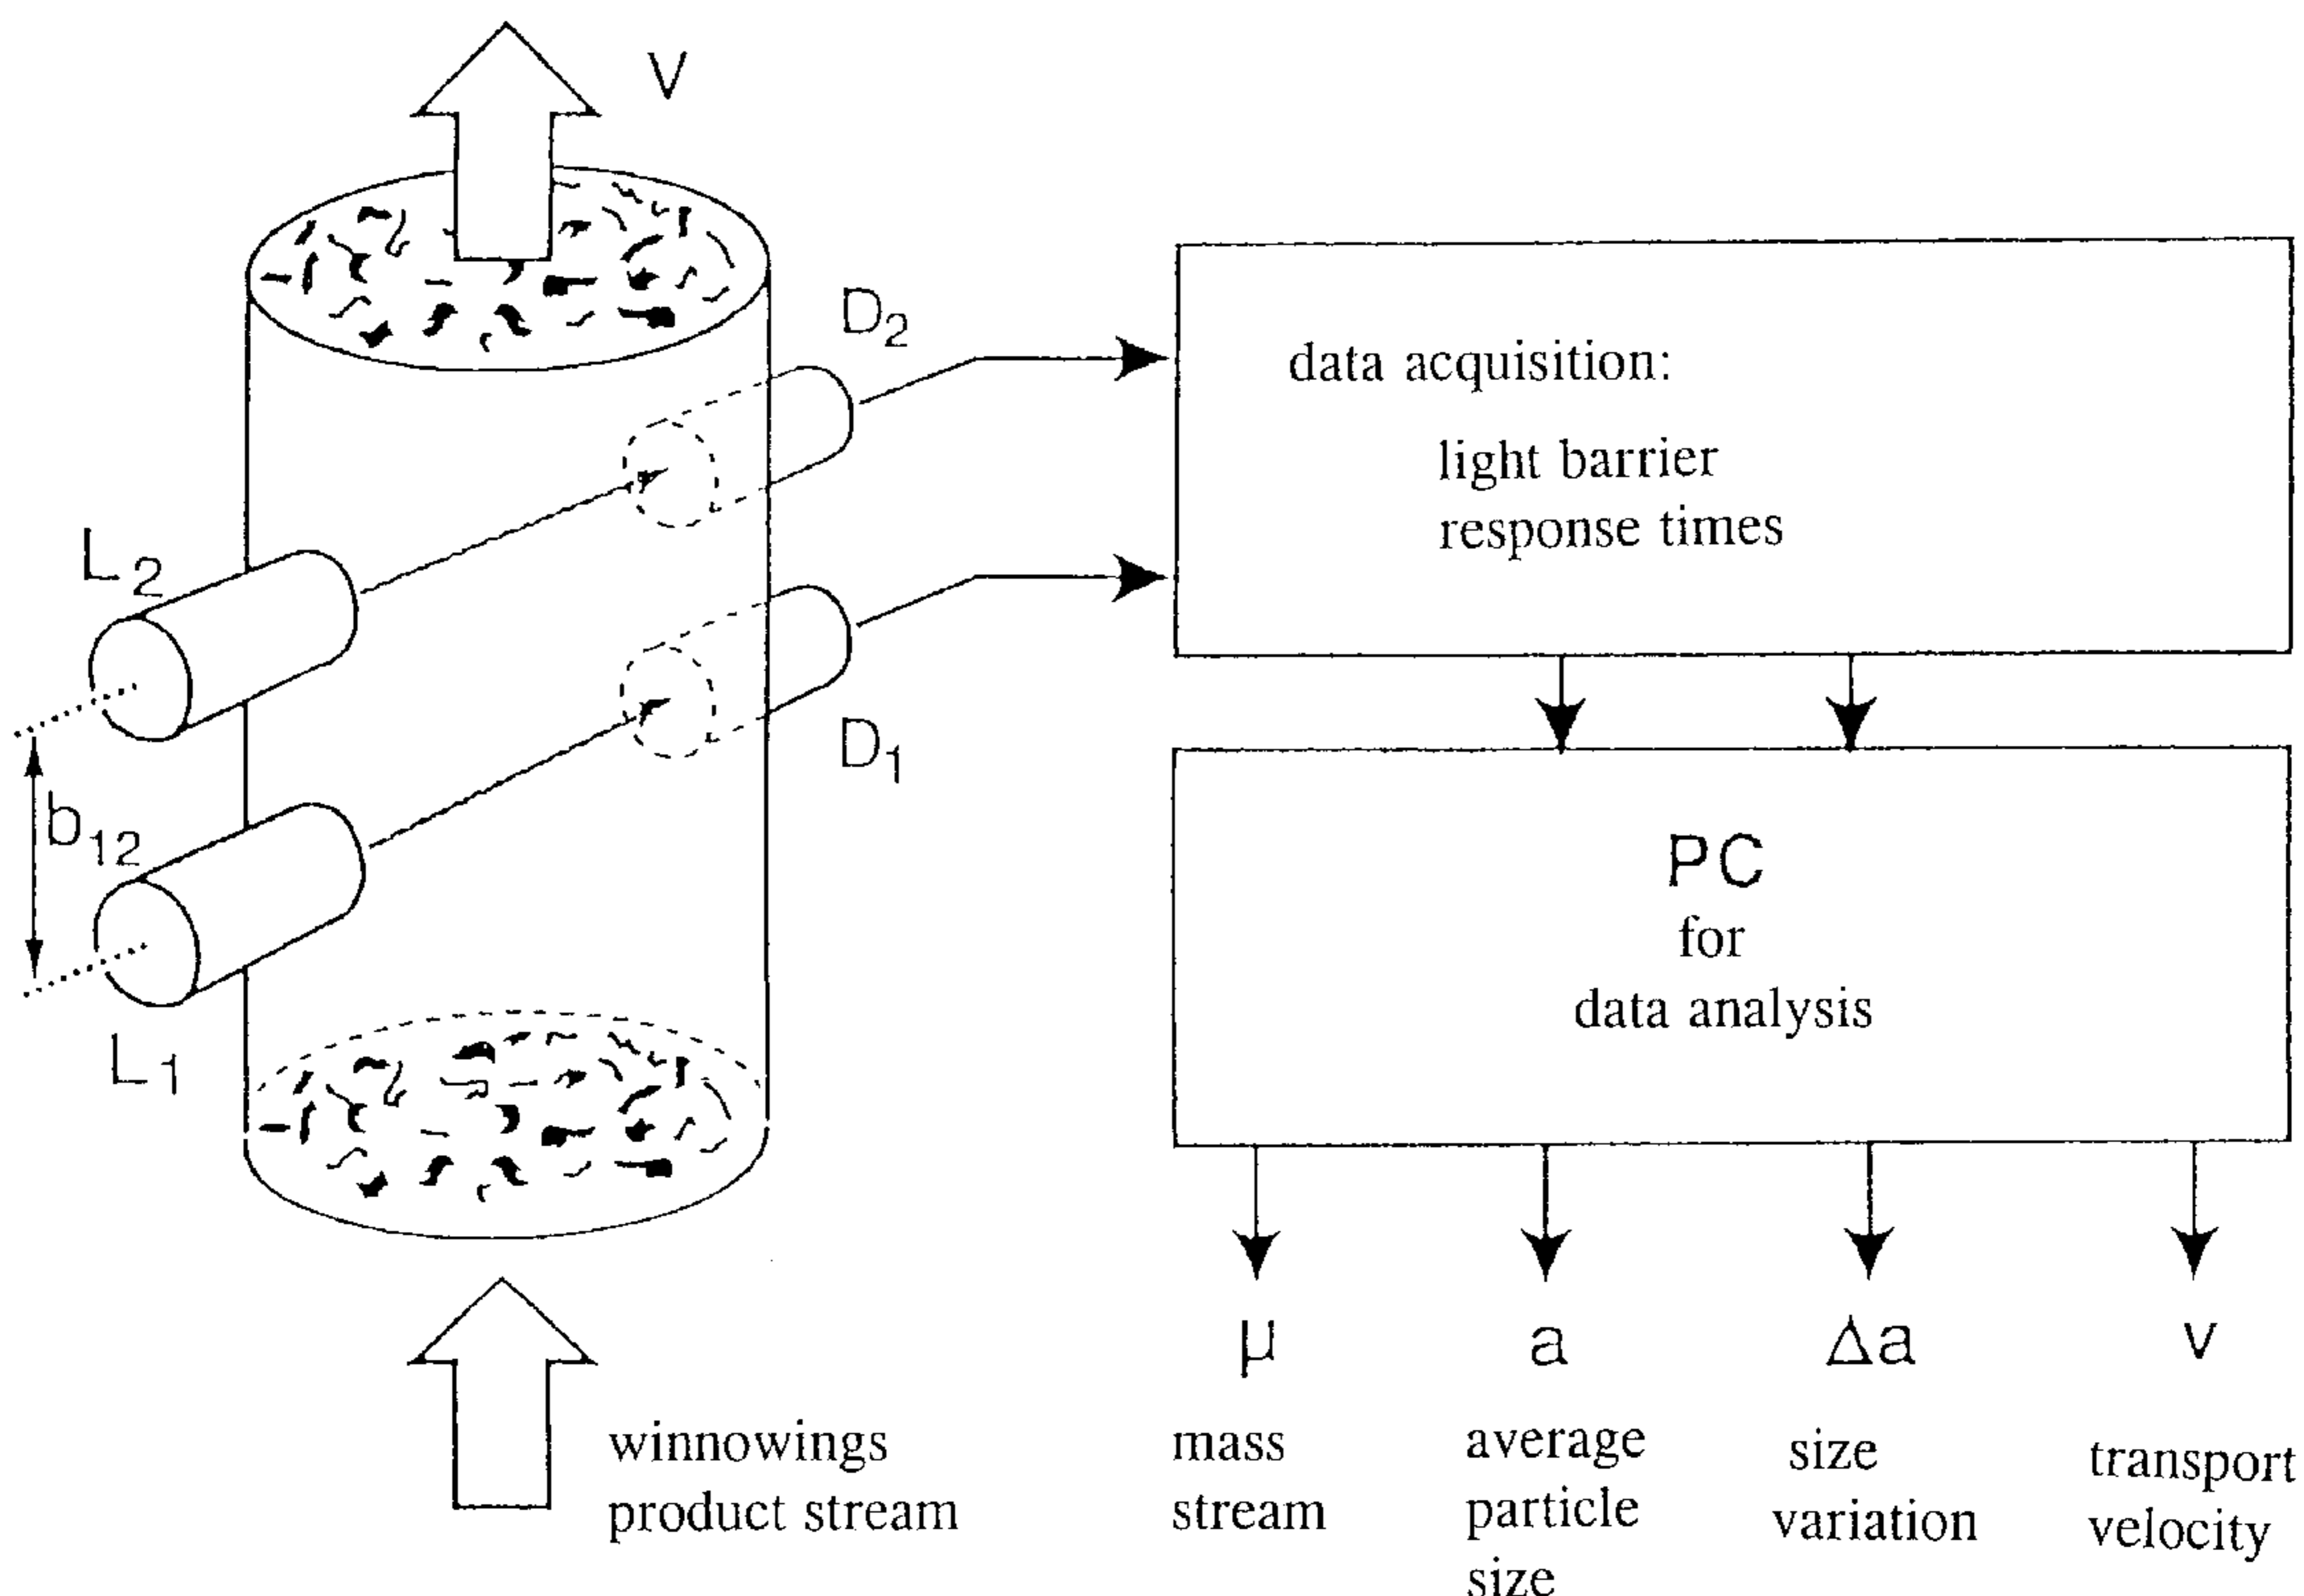 V
D₂
L₂
b₁₂
D₁
L₁
winnowings
product stream
data acquisition:
light barrier
response times
PC
for
data analysis
μ
mass
stream
a
average
particle
size
Δa
size
variation
v
transport
velocity